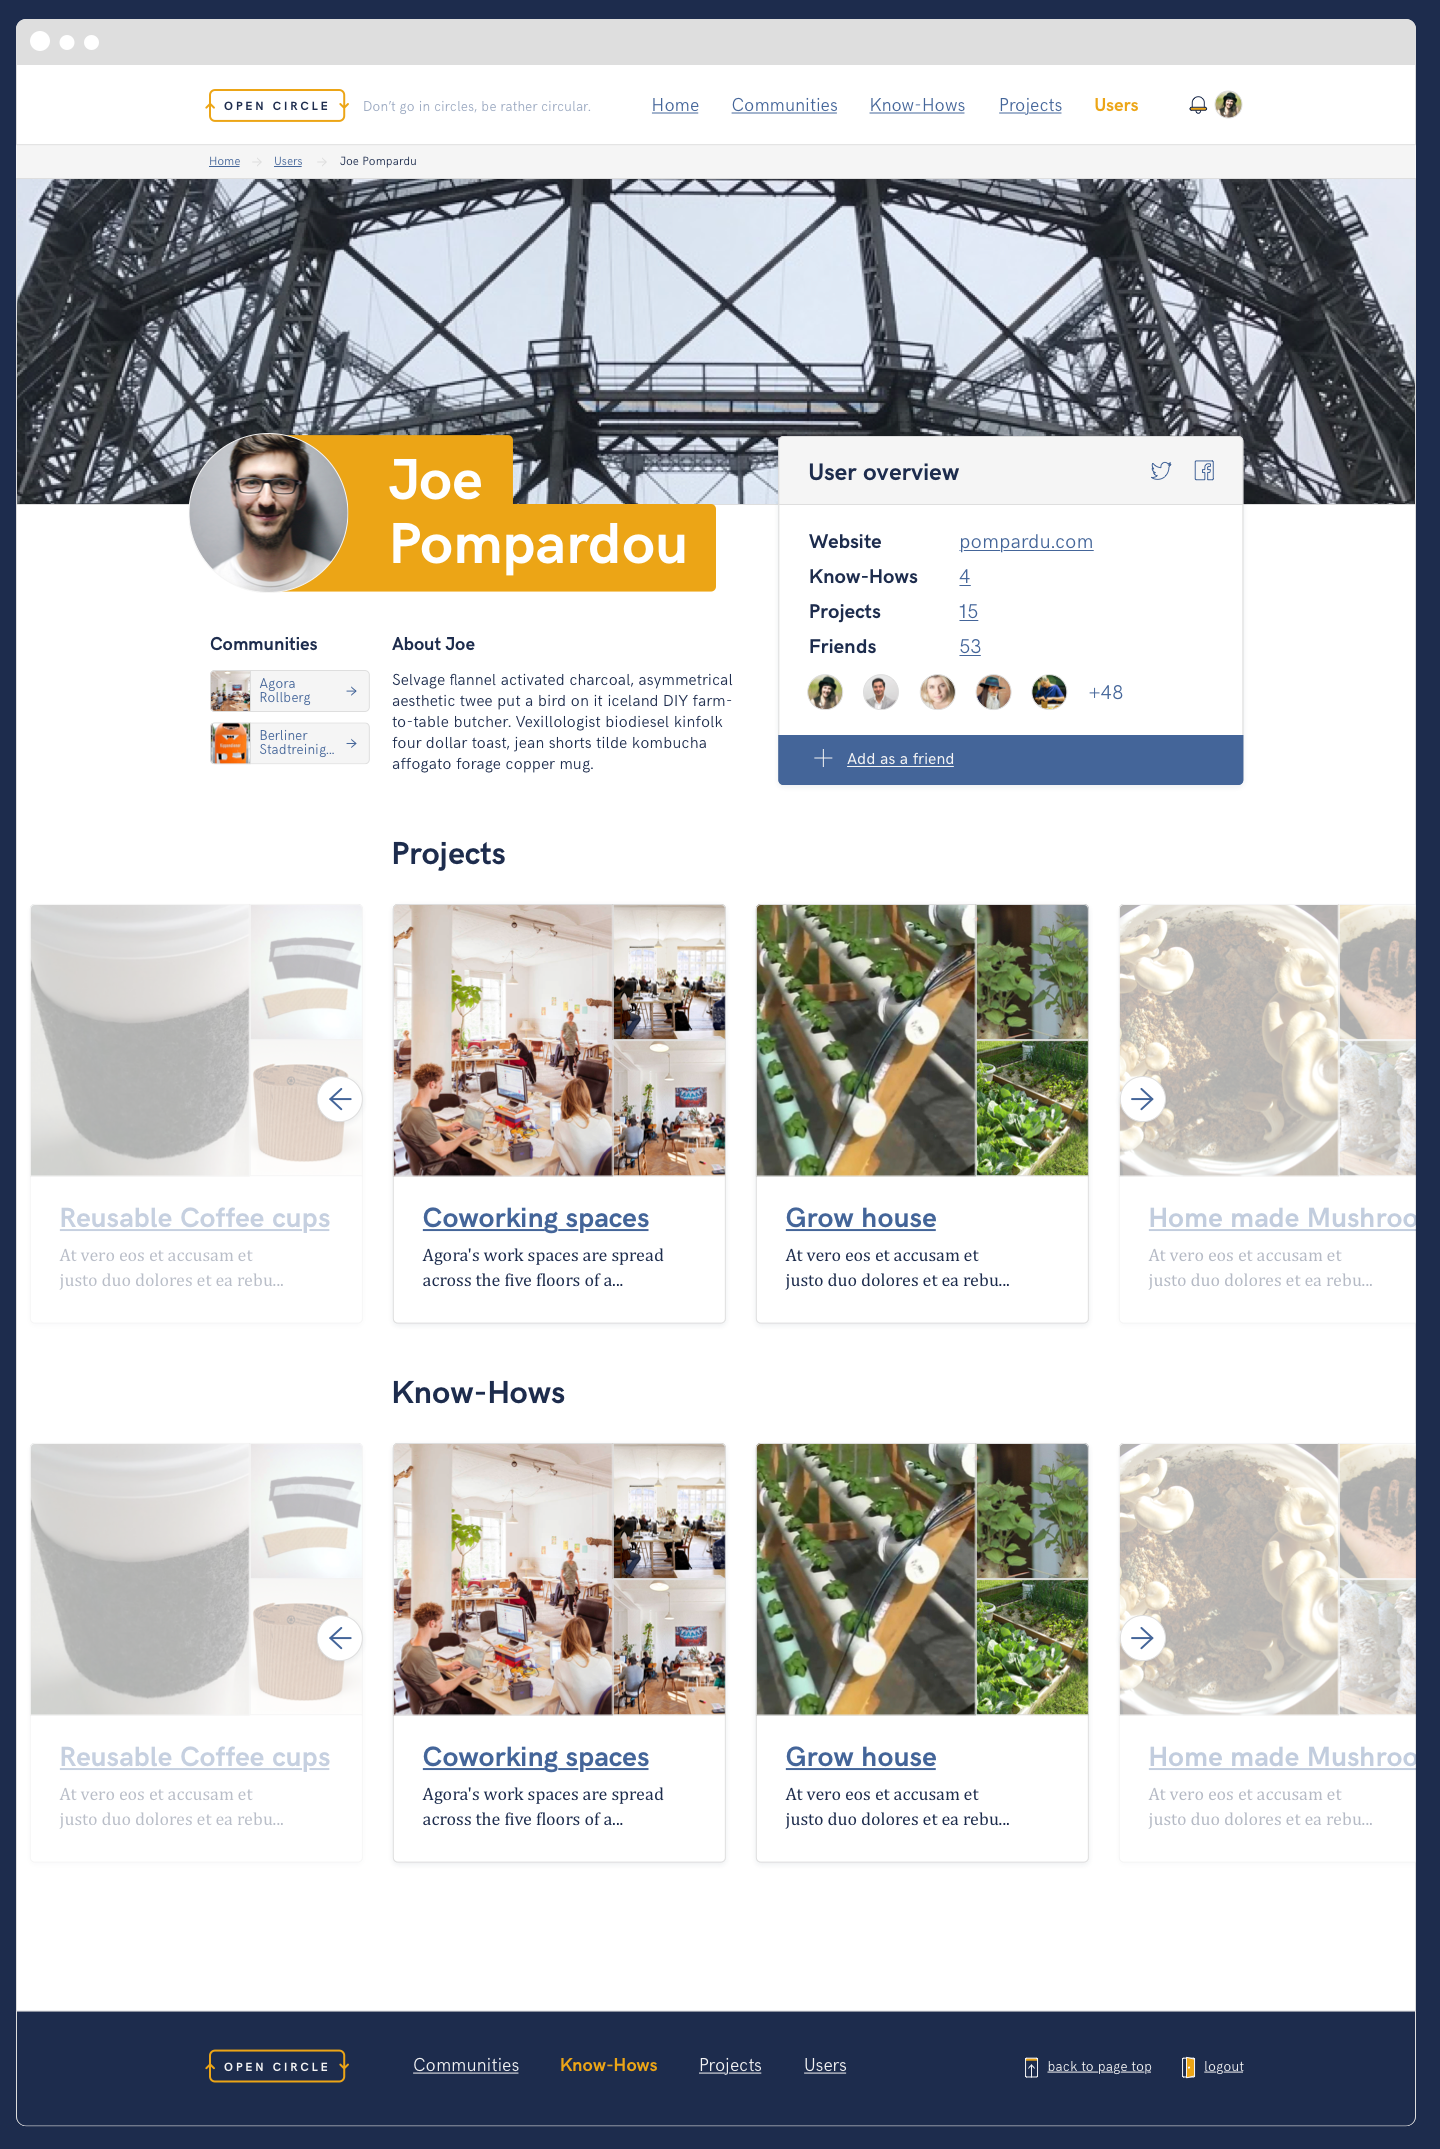 OPEN CIRCLE
Don't go in circles, be rather circular.
Home
Communities
Know-Hows
Projects
Users
Home
Users
Joe Pompardu
Joe
Pompardou
User overview
Website
pompardu.com
Know-Hows
4
Projects
15
Friends
53
+48
Add as a friend
Communities
Agora
Rollberg
Berliner
Stadtreinig...
About Joe
Selvage flannel activated charcoal, asymmetrical
aesthetic twee put a bird on it iceland DIY farm-
to-table butcher. Vexillologist biodiesel kinfolk
four dollar toast, jean shorts tilde kombucha
affogato forage copper mug.
Projects
Reusable Coffee cups
At vero eos et accusam et
justo duo dolores et ea rebu...
Coworking spaces
Agora's work spaces are spread
across the five floors of a...
Grow house
At vero eos et accusam et
justo duo dolores et ea rebu...
Home made Mushroo
At vero eos et accusam et
justo duo dolores et ea rebu...
Know-Hows
Reusable Coffee cups
At vero eos et accusam et
justo duo dolores et ea rebu...
Coworking spaces
Agora's work spaces are spread
across the five floors of a...
Grow house
At vero eos et accusam et
justo duo dolores et ea rebu...
Home made Mushroo
At vero eos et accusam et
justo duo dolores et ea rebu...
OPEN CIRCLE
Communities
Know-Hows
Projects
Users
back to page top
logout